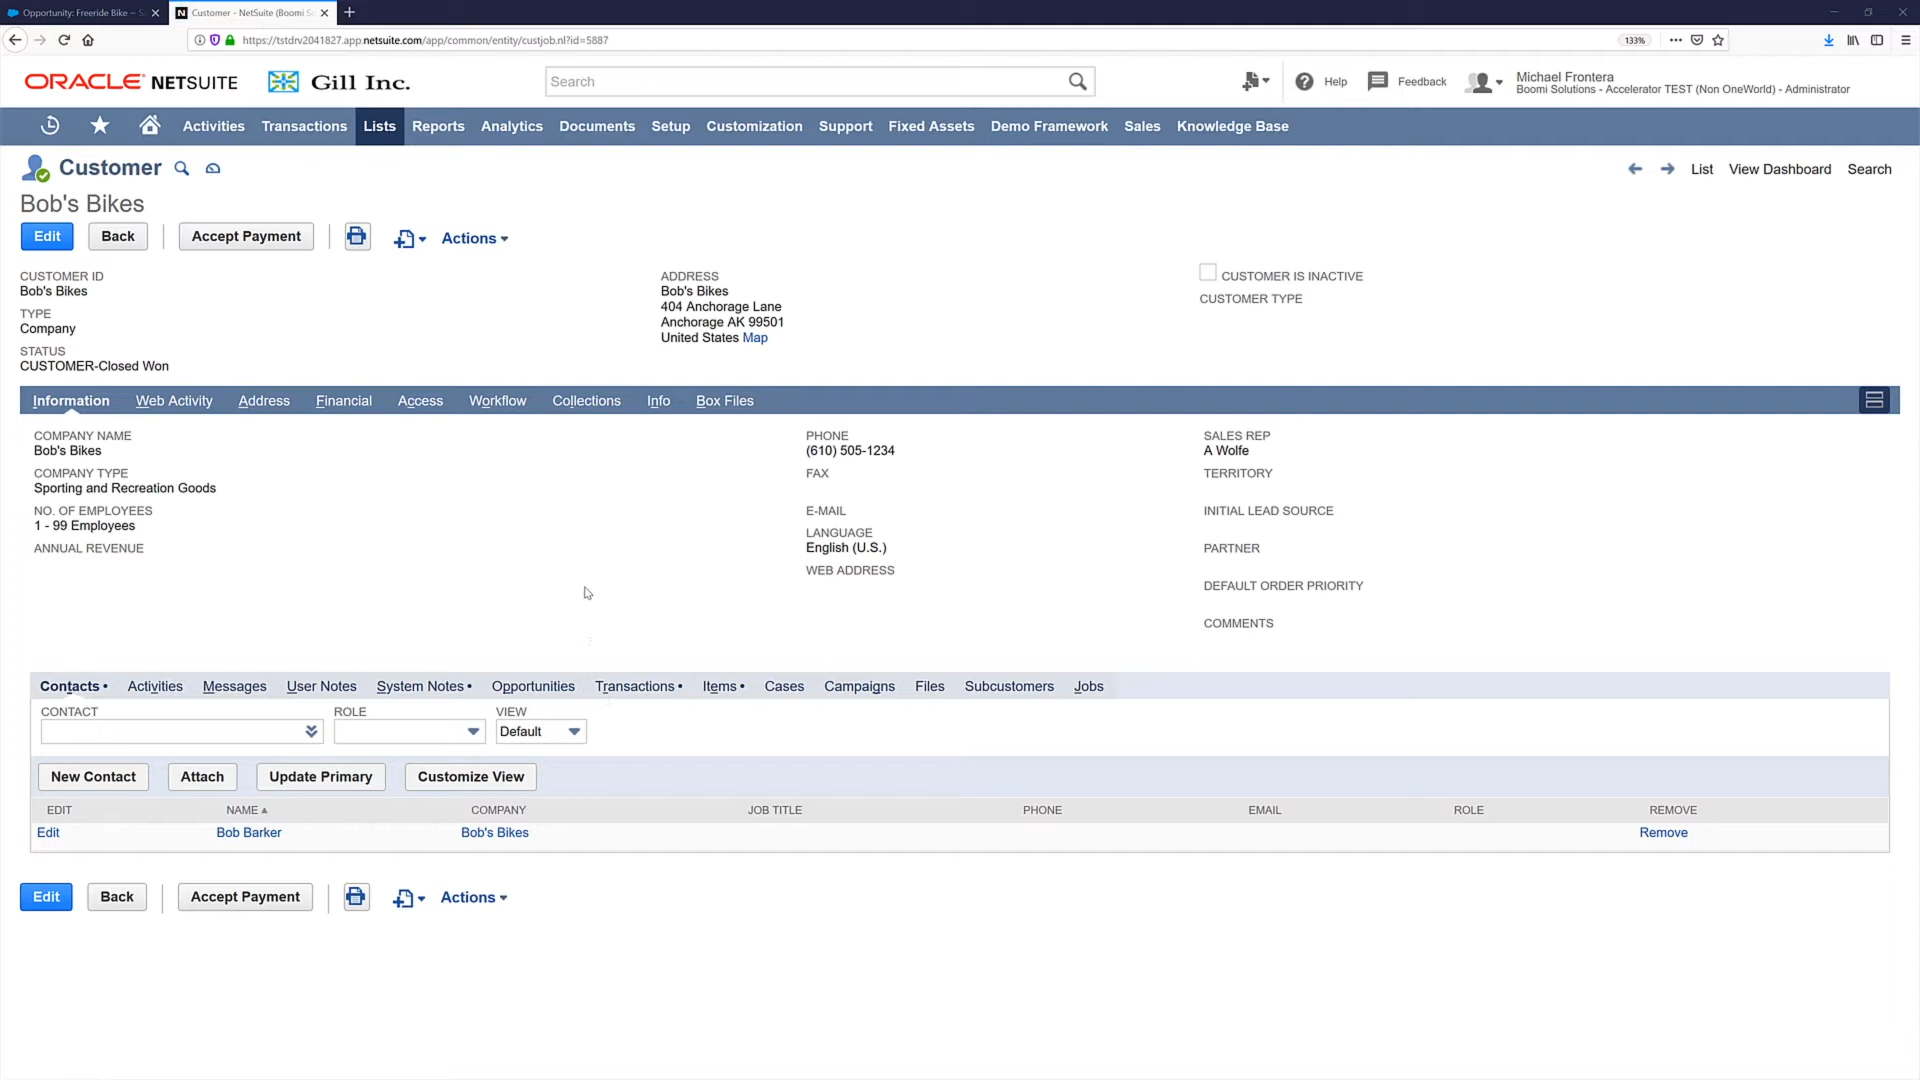 Opportunity: Freeride Bike ~ S
Customer - NetSuite (Boomi S
https://tstdrv2041827.app.netsuite.com/app/common/entity/custjob.nl?id=5887
133%
ORACLE NETSUITE
Gill Inc.
Search
Help
Feedback
Michael Frontera
Boomi Solutions - Accelerator TEST (Non OneWorld) - Administrator
Activities Transactions Lists Reports Analytics Documents Setup Customization Support Fixed Assets Demo Framework Sales Knowledge Base
Customer
List View Dashboard Search
Bob's Bikes
Edit Back Accept Payment Actions
CUSTOMER ID
Bob's Bikes
TYPE
Company
STATUS
CUSTOMER-Closed Won
ADDRESS
Bob's Bikes
404 Anchorage Lane
Anchorage AK 99501
United States Map
CUSTOMER IS INACTIVE
CUSTOMER TYPE
Information Web Activity Address Financial Access Workflow Collections Info Box Files
COMPANY NAME
Bob's Bikes
COMPANY TYPE
Sporting and Recreation Goods
NO. OF EMPLOYEES
1 - 99 Employees
ANNUAL REVENUE
PHONE
(610) 505-1234
FAX
E-MAIL
LANGUAGE
English (U.S.)
WEB ADDRESS
SALES REP
A Wolfe
TERRITORY
INITIAL LEAD SOURCE
PARTNER
DEFAULT ORDER PRIORITY
COMMENTS
Contacts • Activities Messages User Notes System Notes • Opportunities Transactions • Items • Cases Campaigns Files Subcustomers Jobs
CONTACT ROLE VIEW
Default
New Contact Attach Update Primary Customize View
EDIT NAME COMPANY JOB TITLE PHONE EMAIL ROLE REMOVE
Edit Bob Barker Bob's Bikes Remove
Edit Back Accept Payment Actions